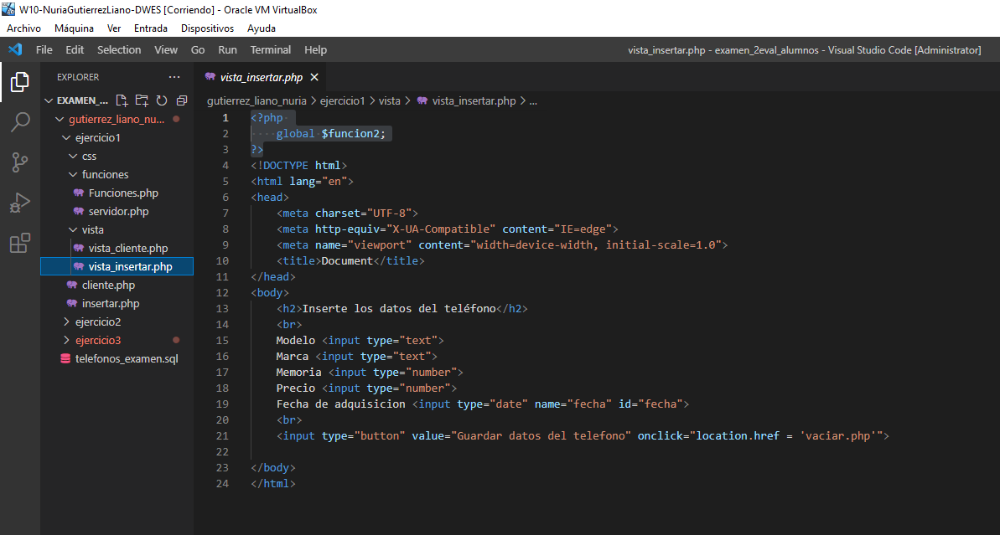 W10-NuriaGutierrezLiano-DWES [Corriendo] - Oracle VM VirtualBox
Archivo Máquina Ver Entrada Dispositivos Ayuda
File Edit Selection View Go Run Terminal Help
vista_insertar.php - examen_2eval_alumnos - Visual Studio Code [Administrator]
EXPLORER ...
EXAMEN_...
gutierrez_liano_nu...
ejercicio1
css
funciones
Funciones.php
servidor.php
vista
vista_cliente.php
vista_insertar.php
cliente.php
insertar.php
ejercicio2
ejercicio3
telefonos_examen.sql
vista_insertar.php
gutierrez_liano_nuria > ejercicio1 > vista > vista_insertar.php > ...
1 <?php
2     global $funcion2;
3 ?>
4 <!DOCTYPE html>
5 <html lang="en">
6 <head>
7     <meta charset="UTF-8">
8     <meta http-equiv="X-UA-Compatible" content="IE=edge">
9     <meta name="viewport" content="width=device-width, initial-scale=1.0">
10     <title>Document</title>
11 </head>
12 <body>
13     <h2>Inserte los datos del teléfono</h2>
14     <br>
15     Modelo <input type="text">
16     Marca <input type="text">
17     Memoria <input type="number">
18     Precio <input type="number">
19     Fecha de adquisicion <input type="date" name="fecha" id="fecha">
20     <br>
21     <input type="button" value="Guardar datos del telefono" onclick="location.href = 'vaciar.php'">
22
23 </body>
24 </html>